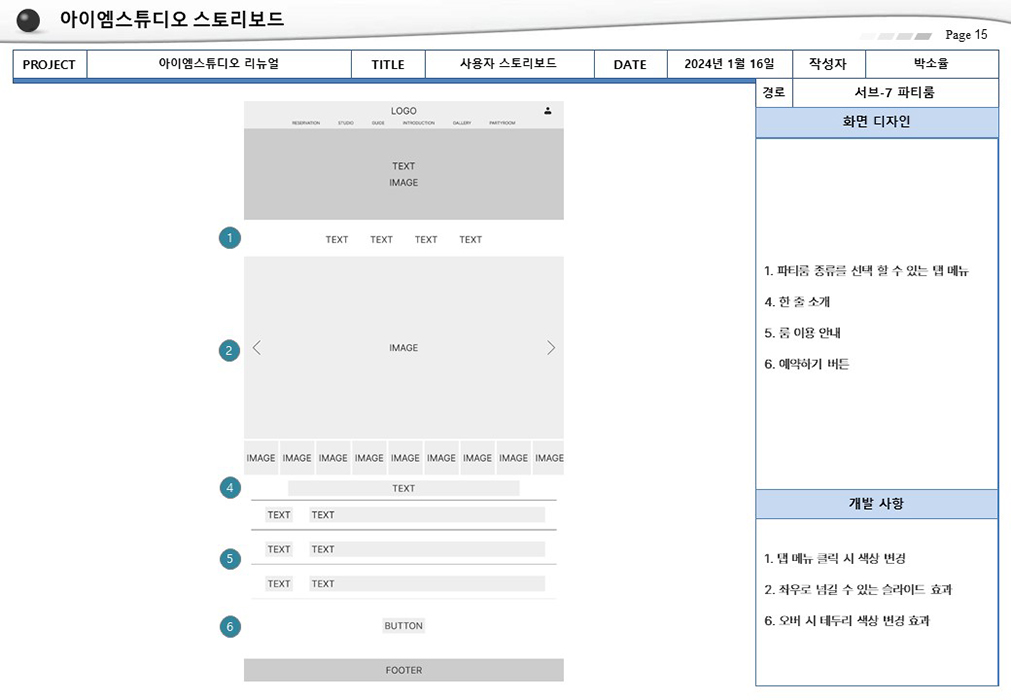 아이엠스튜디오 스토리보드
Page 15
PROJECT 아이엠스튜디오 리뉴얼 TITLE 사용자 스토리보드 DATE 2024년 1월 16일 작성자 박소율
경로 서브-7 파티룸
화면 디자인
LOGO
RESERVATION STUDIO GUIDE INTRODUCTION GALLERY PARTYROOM
TEXT
IMAGE
1 TEXT TEXT TEXT TEXT
2 IMAGE
IMAGE IMAGE IMAGE IMAGE IMAGE IMAGE IMAGE IMAGE IMAGE
4 TEXT
TEXT TEXT
5 TEXT TEXT
TEXT TEXT
6 BUTTON
FOOTER
1. 파티룸 종류를 선택 할 수 있는 탭 메뉴
4. 한 줄 소개
5. 룸 이용 안내
6. 예약하기 버튼
개발 사항
1. 탭 메뉴 클릭 시 색상 변경
2. 좌우로 넘길 수 있는 슬라이드 효과
6. 오버 시 테두리 색상 변경 효과